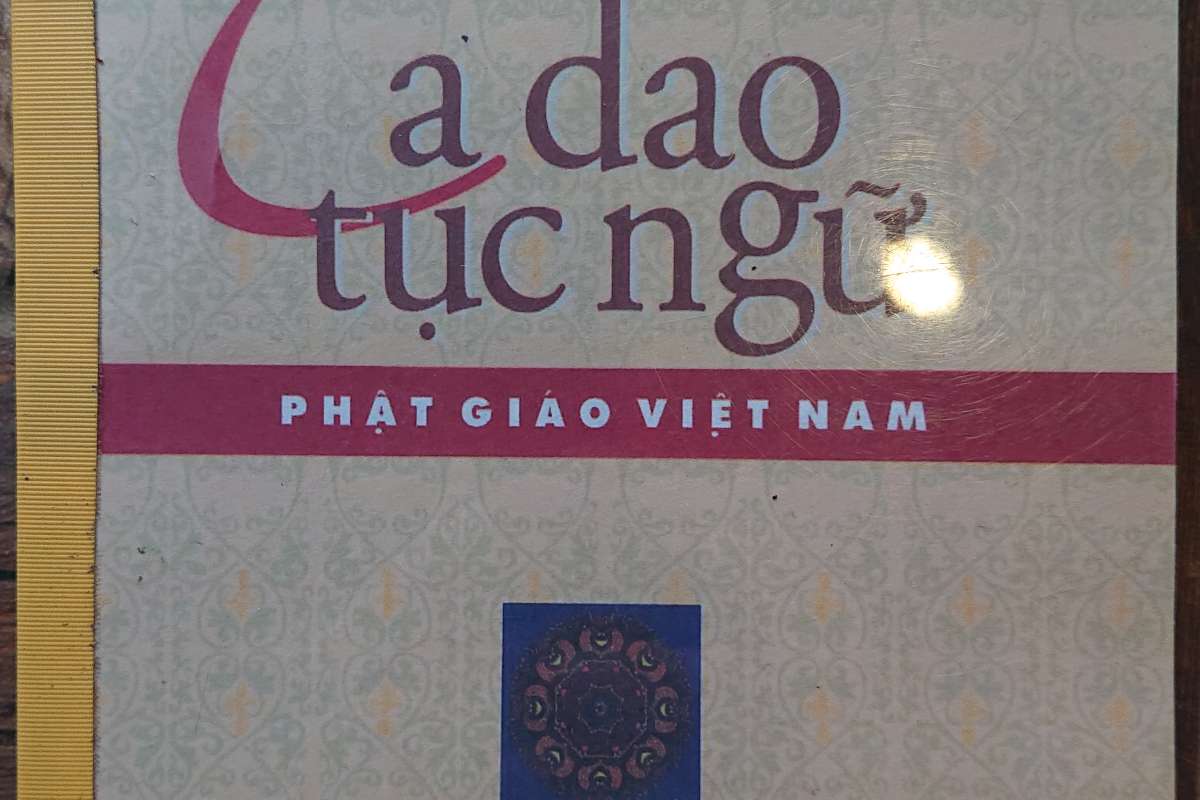 Ca dao
tục ngữ
PHẬT GIÁO VIỆT NAM